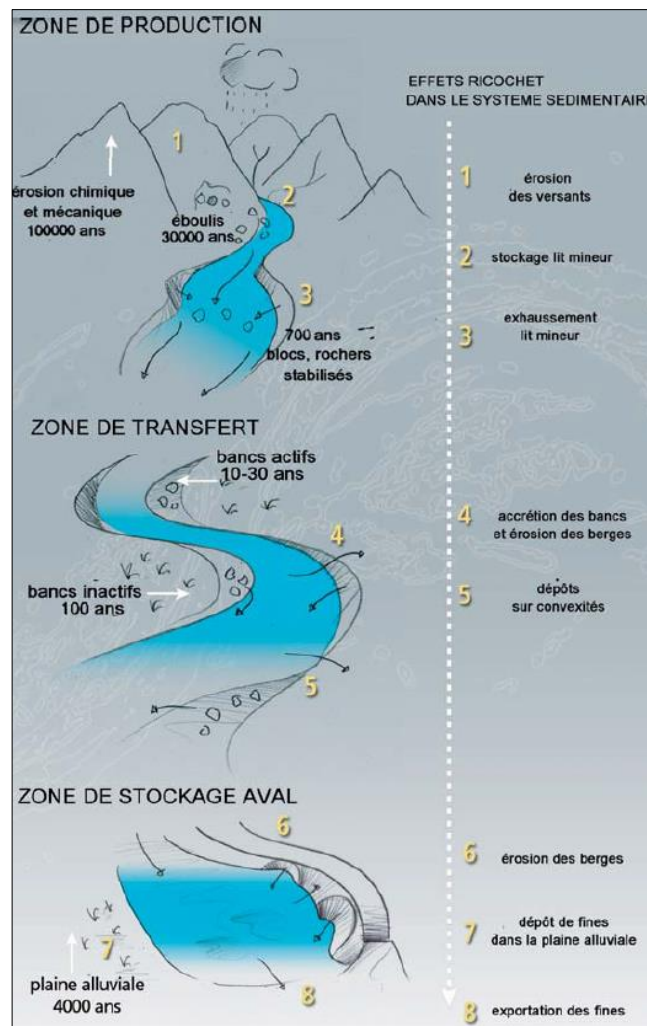 ZONE DE PRODUCTION
EFFETS RICOCHET
DANS LE SYSTEME SEDIMENTAIRE
1
érosion chimique
et mécanique
100000 ans
éboulis
30000 ans
2
3
700 ans
blocs, rochers
stabilisés
1
érosion
des versants
2
stockage lit mineur
3
exhaussement
lit mineur
ZONE DE TRANSFERT
bancs actifs
10-30 ans
4
bancs inactifs
100 ans
5
4
accrétion des bancs
et érosion des berges
5
dépôts
sur convexités
ZONE DE STOCKAGE AVAL
6
7
plaine alluviale
4000 ans
8
6
érosion des berges
7
dépôt de fines
dans la plaine alluviale
8
exportation des fines